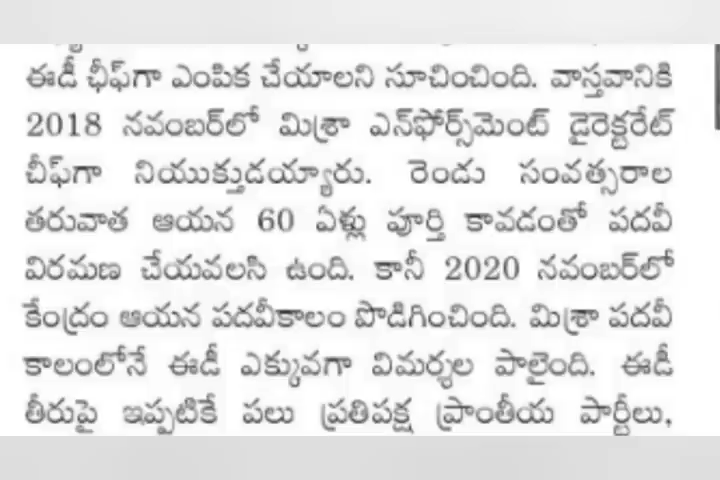 ఈడీ ఛీఫ్‌గా ఎంపిక చేయాలని సూచించింది. వాస్తవానికి
2018 నవంబర్‌లో మిశ్రా ఎన్‌ఫోర్స్‌మెంట్ డైరెక్టరేట్
చీఫ్‌గా నియుక్తుడయ్యారు. రెండు సంవత్సరాల
తరువాత ఆయన 60 ఏళ్లు పూర్తి కావడంతో పదవీ
విరమణ చేయవలసి ఉంది. కానీ 2020 నవంబర్‌లో
కేంద్రం ఆయన పదవీకాలం పొడిగించింది. మిశ్రా పదవీ
కాలంలోనే ఈడీ ఎక్కువగా విమర్శల పాలైంది. ఈడీ
తీరుపై ఇప్పటికే పలు ప్రతిపక్ష ప్రాంతీయ పార్టీలు,